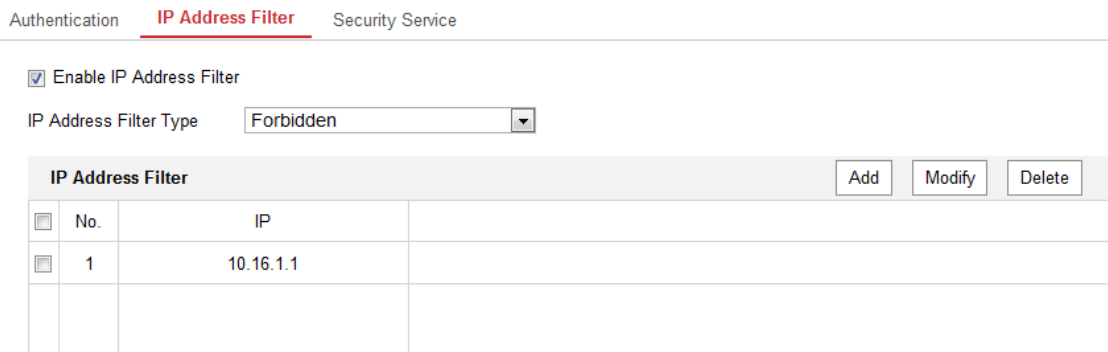 Authentication IP Address Filter Security Service
Enable IP Address Filter
IP Address Filter Type Forbidden
IP Address Filter Add Modify Delete
No. IP
1 10.16.1.1